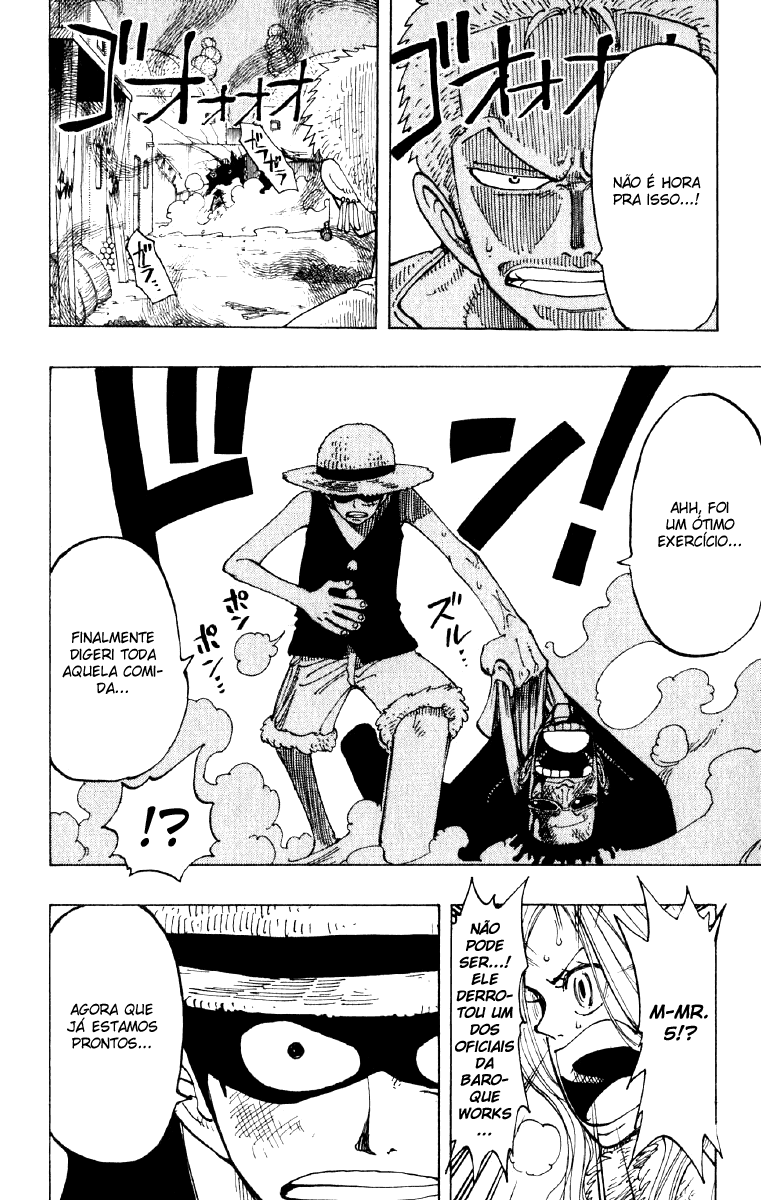 ゴオォオオ
NÃO É HORA
PRA ISSO...!
ゴオォオオ
ガラガラ
ガラ…
ドン!
AHH, FOI
UM ÓTIMO
EXERCÍCIO...
ズル…
ポンポン…
FINALMENTE
DIGERI TODA
AQUELA COMI-
DA...
!?
M-MR.
5!?
NÃO
PODE
SER...!
ELE
DERRO-
TOU UM
DOS
OFICIAIS
DA
BARO-
QUE
WORKS
...
AGORA QUE
JÁ ESTAMOS
PRONTOS...